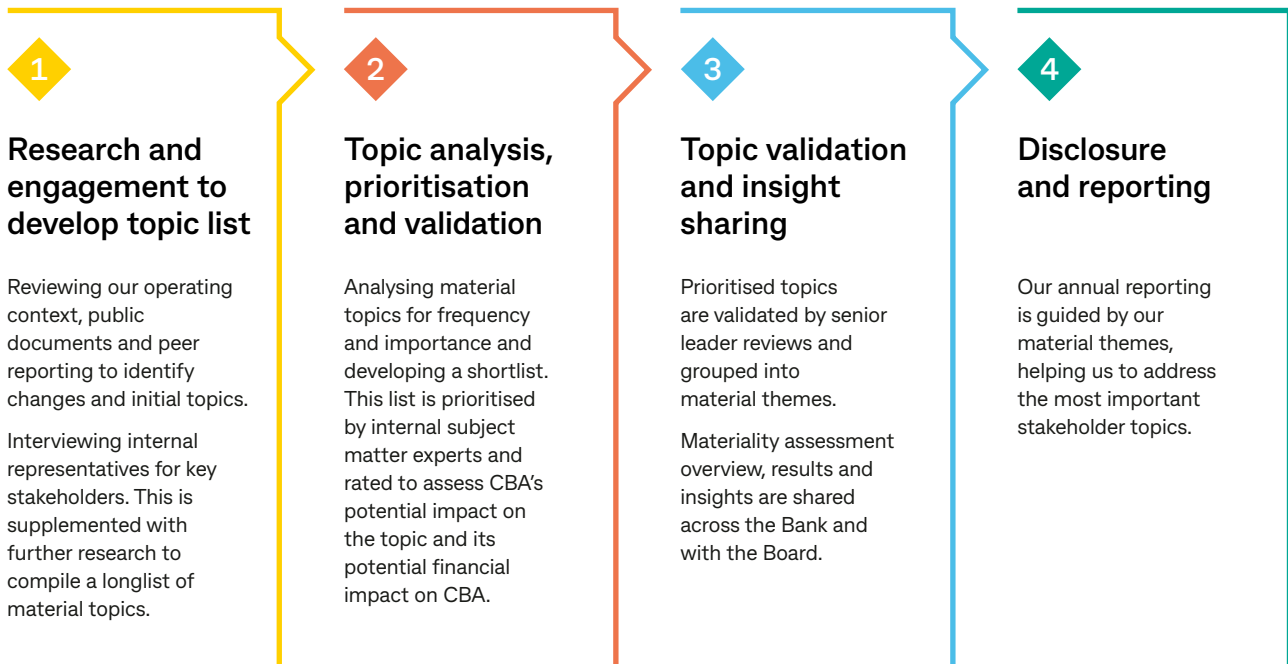 1
Research and
engagement to
develop topic list
Reviewing our operating
context, public
documents and peer
reporting to identify
changes and initial topics.
Interviewing internal
representatives for key
stakeholders. This is
supplemented with
further research to
compile a longlist of
material topics.
2
Topic analysis,
prioritisation
and validation
Analysing material
topics for frequency
and importance and
developing a shortlist.
This list is prioritised
by internal subject
matter experts and
rated to assess CBA’s
potential impact on
the topic and its
potential financial
impact on CBA.
3
Topic validation
and insight
sharing
Prioritised topics
are validated by senior
leader reviews and
grouped into
material themes.
Materiality assessment
overview, results and
insights are shared
across the Bank and
with the Board.
4
Disclosure
and reporting
Our annual reporting
is guided by our
material themes,
helping us to address
the most important
stakeholder topics.